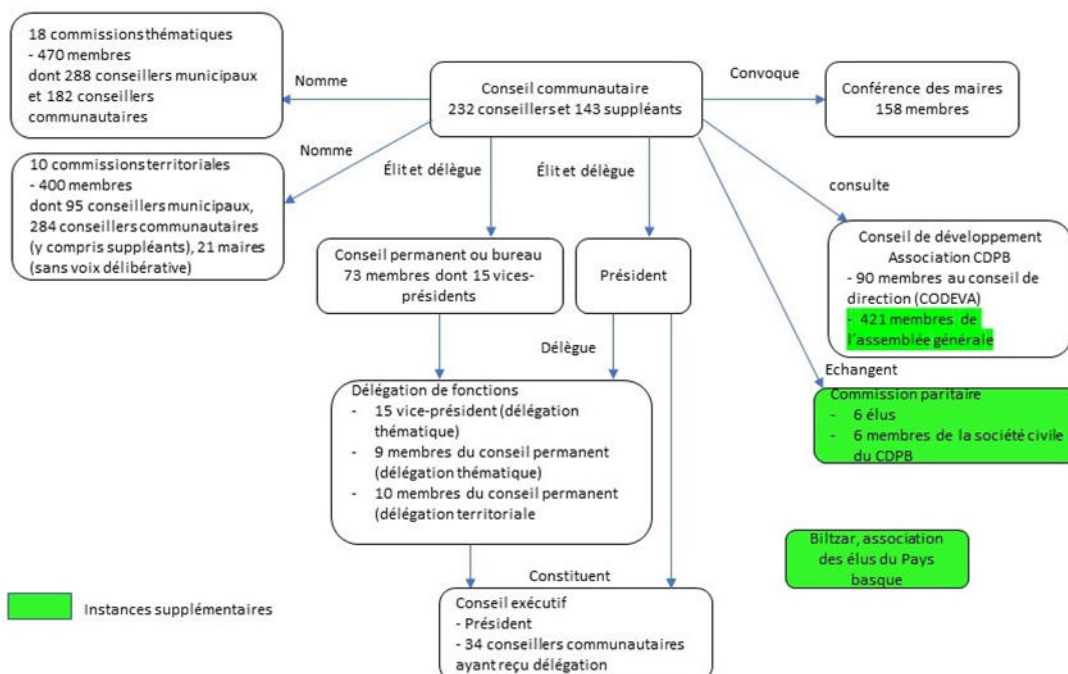 18 commissions thématiques
- 470 membres
dont 288 conseillers municipaux
et 182 conseillers
communautaires
Nomme
Conseil communautaire
232 conseillers et 143 suppléants
Convoque
Conférence des maires
158 membres
Nomme
10 commissions territoriales
- 400 membres
dont 95 conseillers municipaux,
284 conseillers communautaires
(y compris suppléants), 21 maires
(sans voix délibérative)
Élit et délègue
Élit et délègue
consulte
Conseil permanent ou bureau
73 membres dont 15 vice-
présidents
Président
Conseil de développement
Association CDPB
- 90 membres au conseil de
direction (CODEVA)
- 421 membres de
l'assemblée générale
Délègue
Echangent
Commission paritaire
- 6 élus
- 6 membres de la société civile
du CDPB
Délégation de fonctions
- 15 vice-président (délégation
thématique)
- 9 membres du conseil permanent
(délégation thématique)
- 10 membres du conseil permanent
(délégation territoriale
Biltzar, association
des élus du Pays
basque
Constituent
Instances supplémentaires
Conseil exécutif
- Président
- 34 conseillers communautaires
ayant reçu délégation